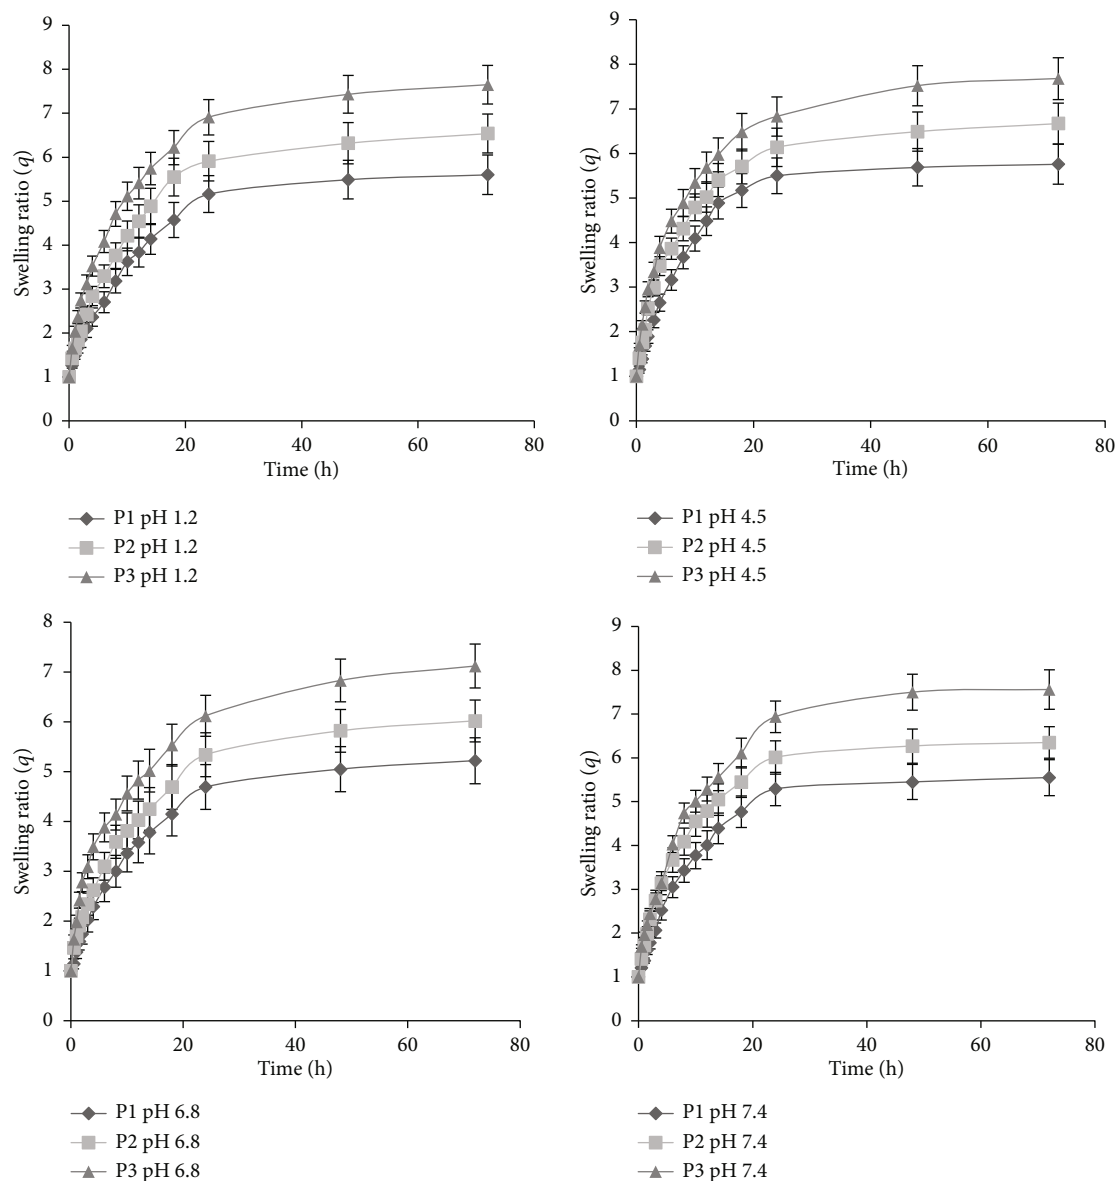 9
8
7
6
5
4
3
2
1
0
Swelling ratio (q)
0 20 40 60 80
Time (h)
P1 pH 1.2
P2 pH 1.2
P3 pH 1.2
9
8
7
6
5
4
3
2
1
0
Swelling ratio (q)
0 20 40 60 80 100
Time (h)
P1 pH 4.5
P2 pH 4.5
P3 pH 4.5
8
7
6
5
4
3
2
1
0
Swelling ratio (q)
0 20 40 60 80
Time (h)
P1 pH 6.8
P2 pH 6.8
P3 pH 6.8
9
8
7
6
5
4
3
2
1
0
Swelling ratio (q)
0 20 40 60 80
Time (h)
P1 pH 7.4
P2 pH 7.4
P3 pH 7.4